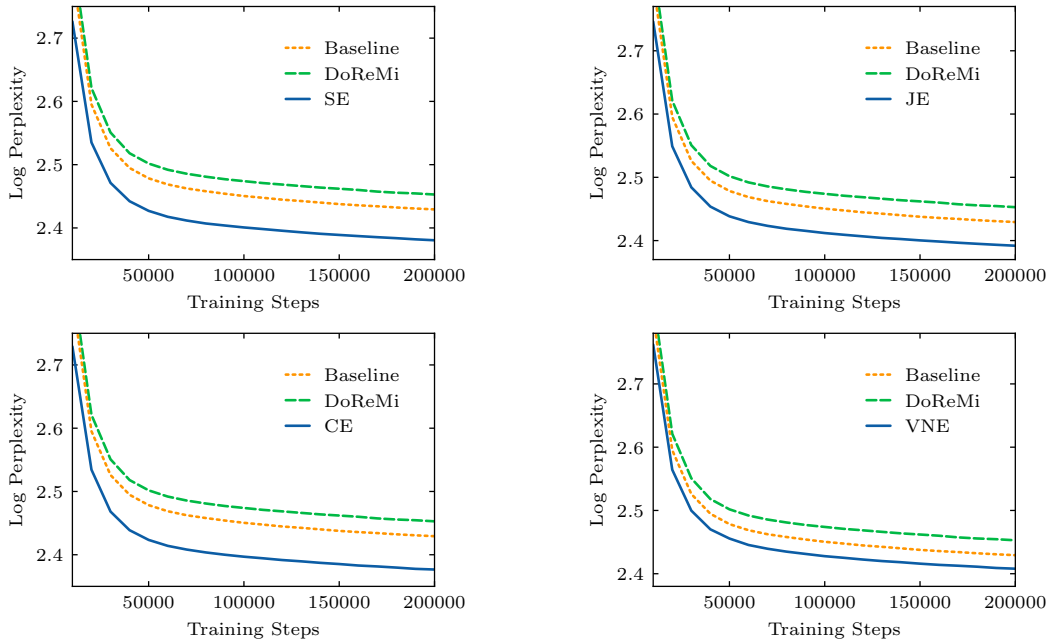 2.7
2.6
2.5
2.4
Log Perplexity
Baseline
DoReMi
SE
50000 100000 150000 200000
Training Steps
2.7
2.6
2.5
2.4
Log Perplexity
Baseline
DoReMi
JE
50000 100000 150000 200000
Training Steps
2.7
2.6
2.5
2.4
Log Perplexity
Baseline
DoReMi
CE
50000 100000 150000 200000
Training Steps
2.7
2.6
2.5
2.4
Log Perplexity
Baseline
DoReMi
VNE
50000 100000 150000 200000
Training Steps